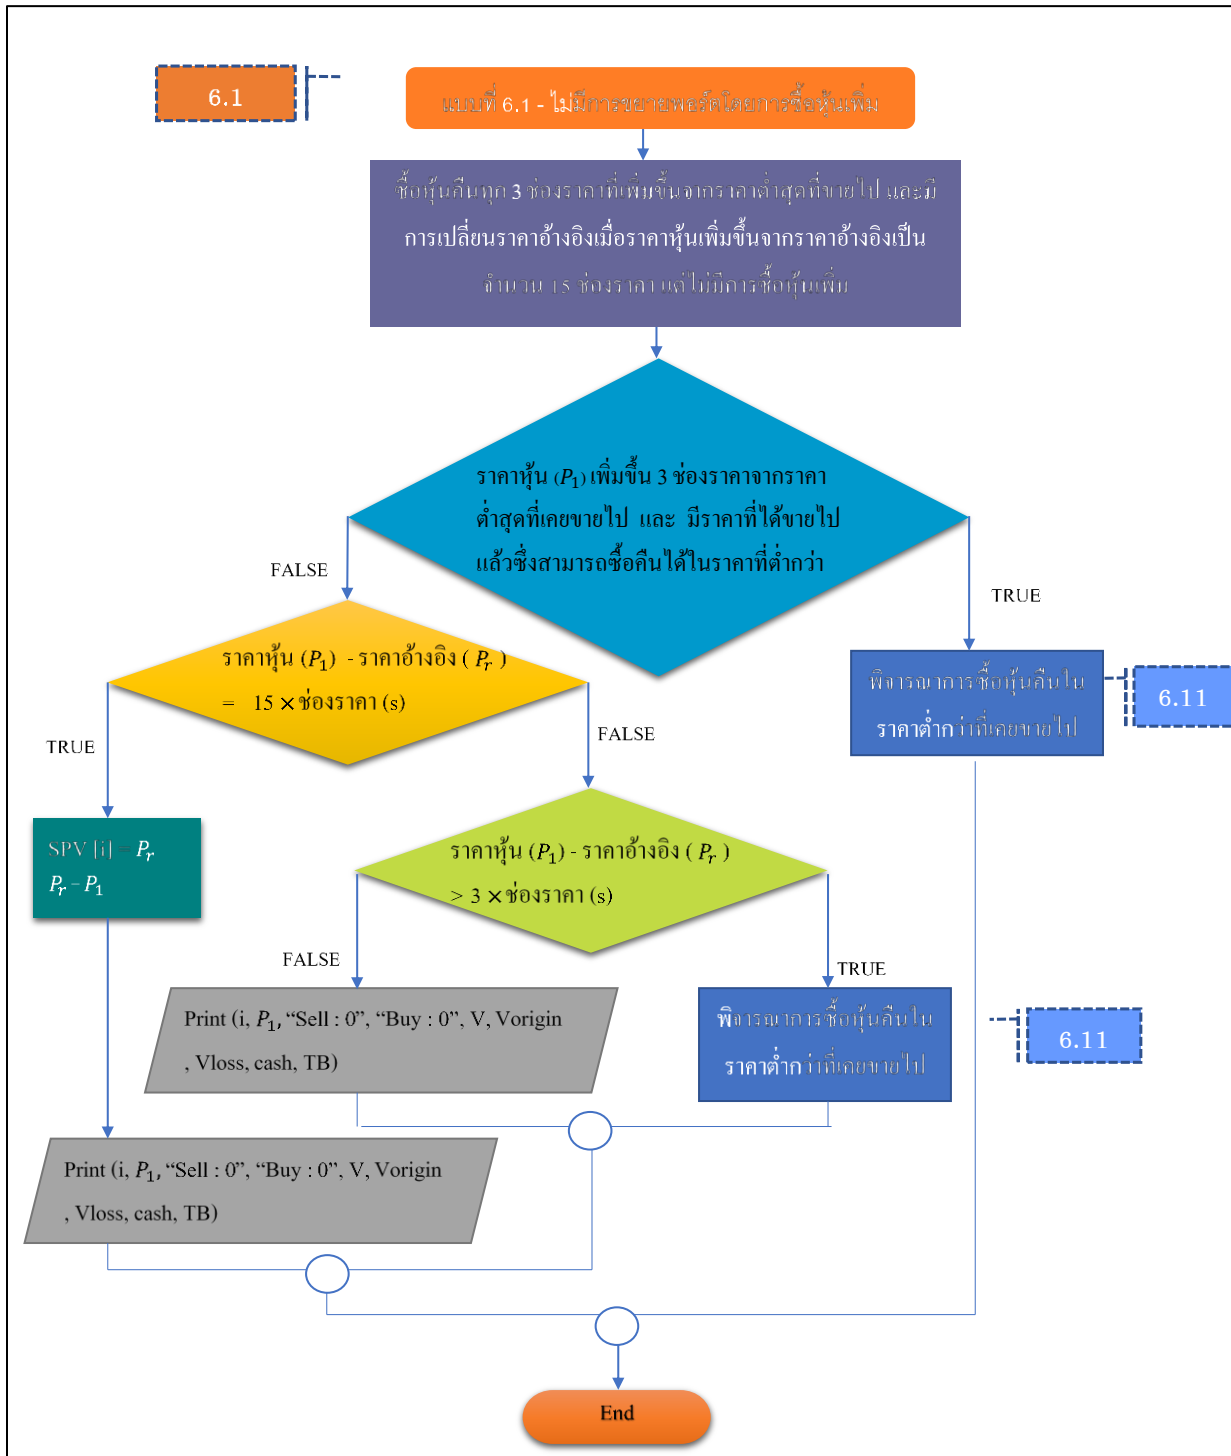 6.1
แบบที่ 6.1 - ไม่มีการขยายพอร์ตโดยการซื้อหุ้นเพิ่ม
ซื้อหุ้นคืนทุก 3 ช่องราคาที่เพิ่มขึ้นจากราคาต่ำสุดที่ขายไป และมี
การเปลี่ยนราคาอ้างอิงเมื่อราคาหุ้นเพิ่มขึ้นจากราคาอ้างอิงเป็น
จำนวน 15 ช่องราคา แต่ไม่มีการซื้อหุ้นเพิ่ม
ราคาหุ้น (P₁) เพิ่มขึ้น 3 ช่องราคาจากราคา
ต่ำสุดที่เคยขายไป และ มีราคาที่ได้ขายไป
แล้วซึ่งสามารถซื้อคืนได้ในราคาที่ต่ำกว่า
FALSE
TRUE
ราคาหุ้น (P₁) - ราคาอ้างอิง ( Pᵣ )
= 15 × ช่องราคา (s)
พิจารณาการซื้อหุ้นคืนใน
ราคาต่ำกว่าที่เคยขายไป
6.11
TRUE
FALSE
SPV [i] = Pᵣ
Pᵣ – P₁
ราคาหุ้น (P₁) - ราคาอ้างอิง ( Pᵣ )
> 3 × ช่องราคา (s)
FALSE
TRUE
Print (i, P₁, “Sell : 0”, “Buy : 0”, V, Vorigin
, Vloss, cash, TB)
พิจารณาการซื้อหุ้นคืนใน
ราคาต่ำกว่าที่เคยขายไป
6.11
Print (i, P₁, “Sell : 0”, “Buy : 0”, V, Vorigin
, Vloss, cash, TB)
End